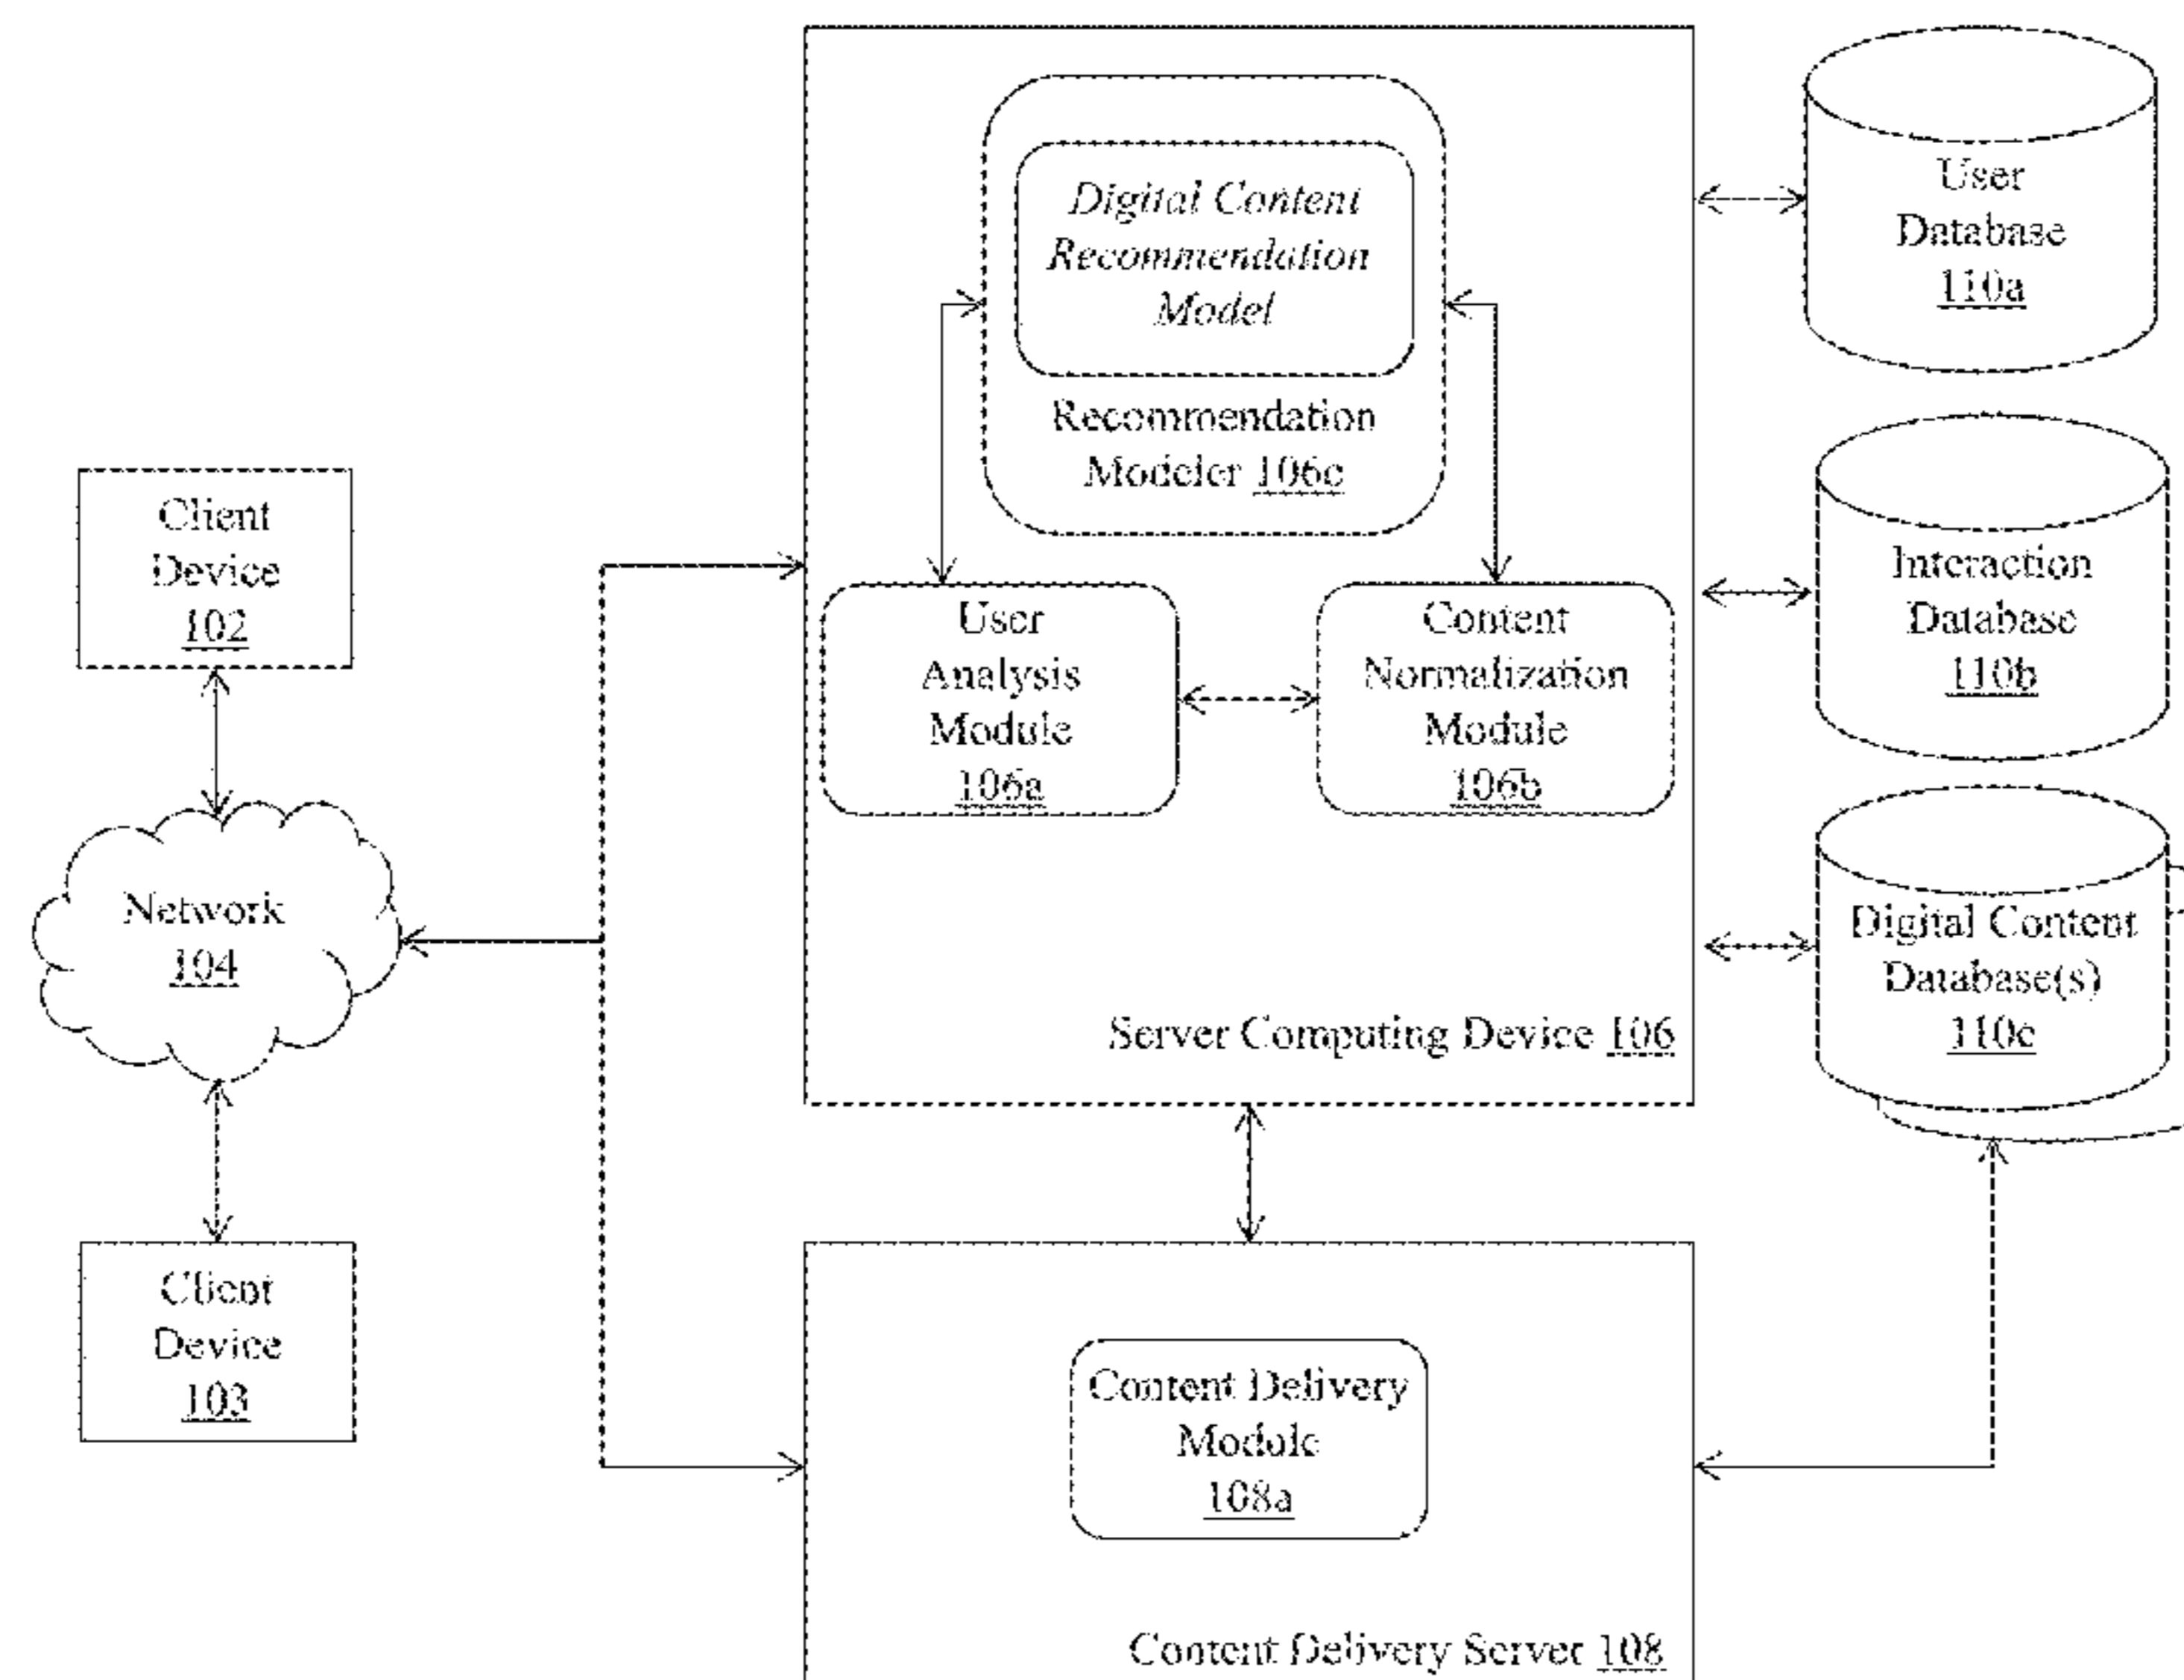 Digital Content
Recommendation
Model
Recommendation
Modeler 106c
User
Analysis
Module
106a
Content
Normalization
Module
106b
Server Computing Device 106
User
Database
110a
Interaction
Database
110b
Digital Content
Database(s)
110c
Client
Device
102
Network
104
Client
Device
103
Content Delivery
Module
108a
Content Delivery Server 108